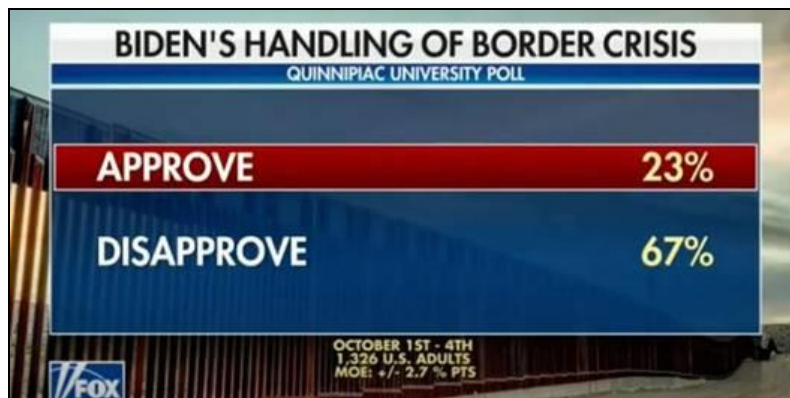 BIDEN'S HANDLING OF BORDER CRISIS
QUINNIPIAC UNIVERSITY POLL
APPROVE 23%
DISAPPROVE 67%
OCTOBER 1ST - 4TH
1,326 U.S. ADULTS
MOE: +/- 2.7 % PTS
FOX